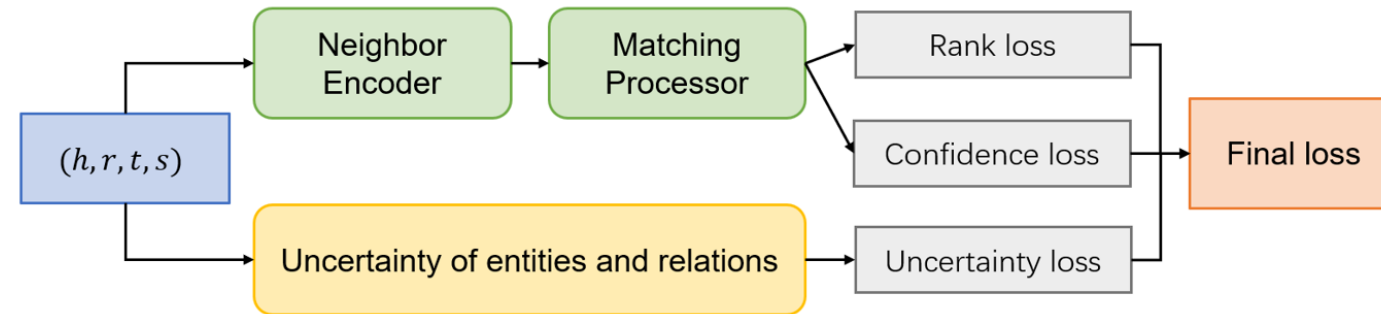 (h, r, t, s)
Neighbor
Encoder
Matching
Processor
Rank loss
Confidence loss
Final loss
Uncertainty of entities and relations
Uncertainty loss